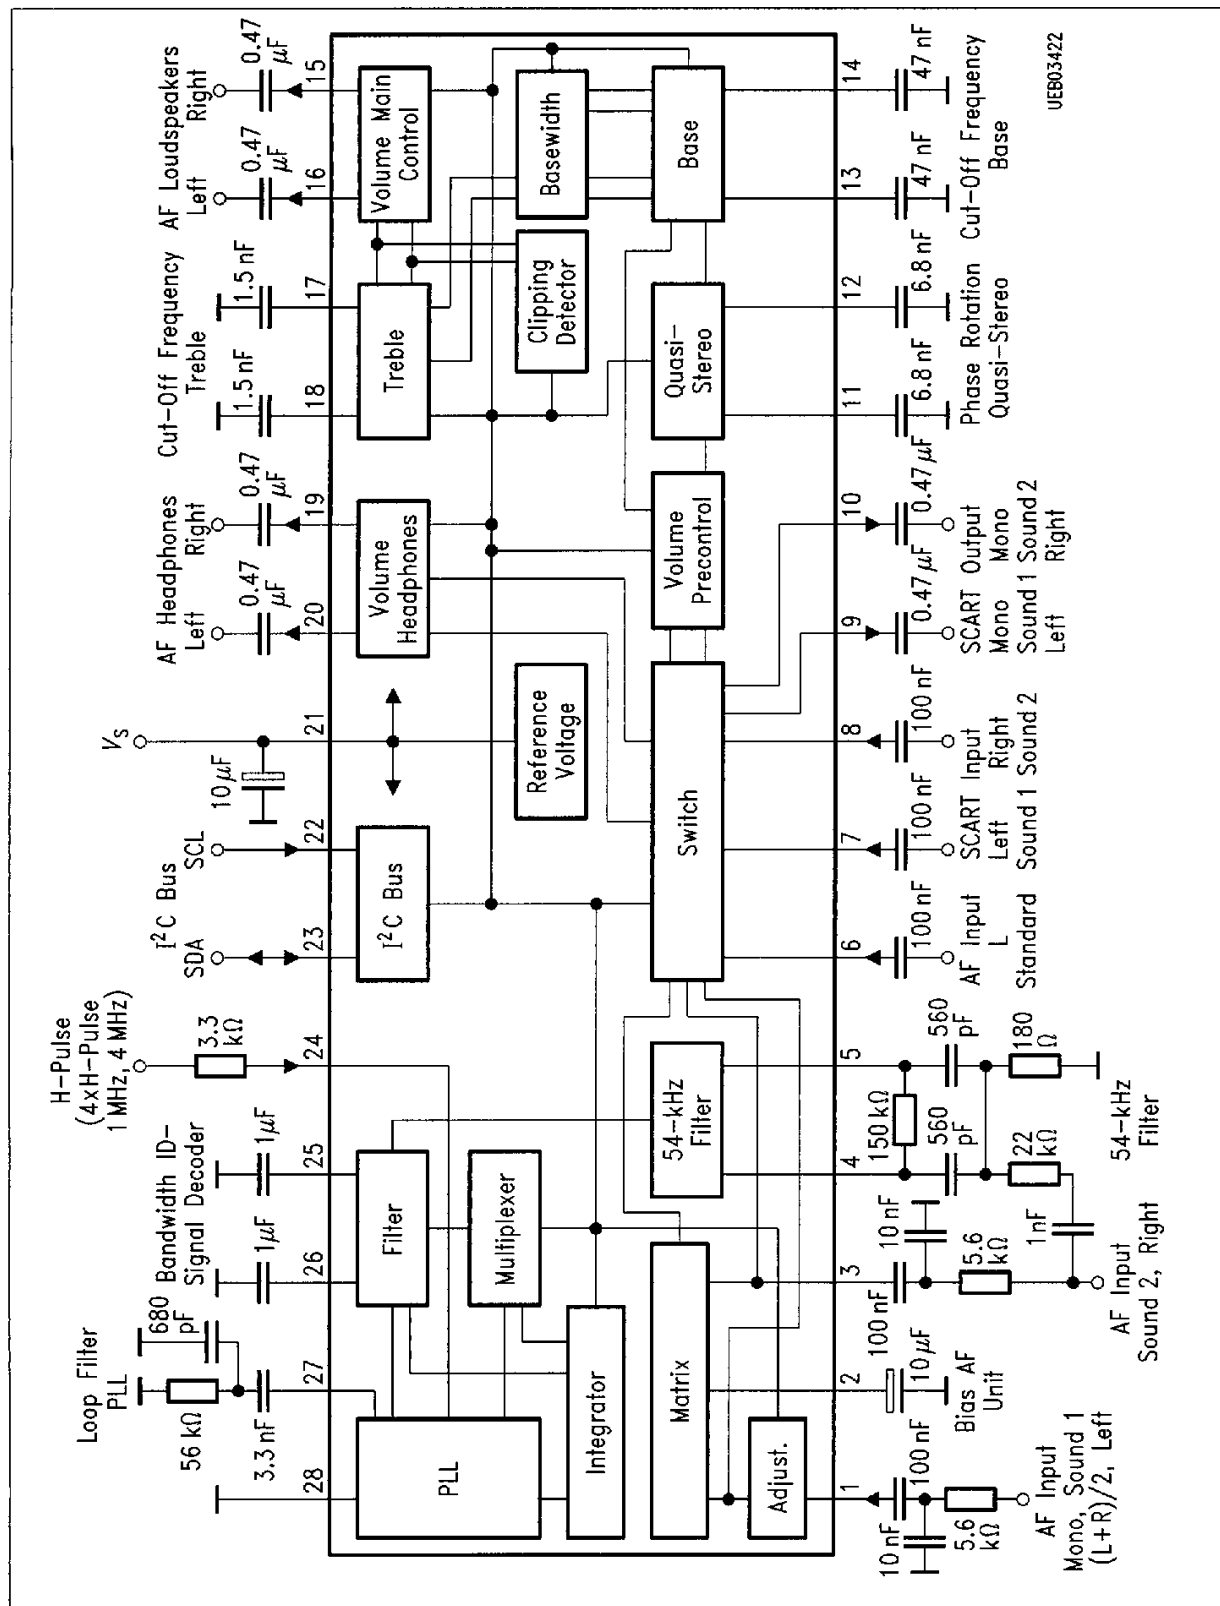 Loop Filter
PLL
Bandwidth ID-
Signal Decoder
H-Pulse
(4xH-Pulse
1 MHz, 4 MHz)
I²C Bus
SDA
SCL
VS
AF Headphones
Left
Right
Cut-Off Frequency
Treble
AF Loudspeakers
Left
Right
56 kΩ
680
pF
3.3 nF
1 µF
1 µF
3.3
kΩ
10 µF
0.47
µF
0.47
µF
1.5 nF
1.5 nF
0.47
µF
0.47
µF
28
27
26
25
24
23
22
21
20
19
18
17
16
15
PLL
Filter
I²C Bus
Volume
Headphones
Treble
Volume Main
Control
Multiplexer
Integrator
Reference
Voltage
Clipping
Detector
Basewidth
Matrix
54-kHz
Filter
Switch
Volume
Precontrol
Quasi-
Stereo
Base
Adjust.
1
2
3
4
5
6
7
8
9
10
11
12
13
14
10 nF
100 nF
5.6
kΩ
10 µF
100 nF
10 nF
5.6
kΩ
1 nF
150 kΩ
560
pF
560
pF
22
kΩ
180
Ω
100 nF
100 nF
100 nF
0.47 µF
0.47 µF
6.8 nF
6.8 nF
47 nF
47 nF
AF Input
Mono, Sound 1
(L+R)/2, Left
Bias AF
Unit
AF Input
Sound 2, Right
54-kHz
Filter
AF Input
L
Standard
SCART Input
Left Right
Sound 1 Sound 2
SCART Output
Mono Mono
Sound 1 Sound 2
Left Right
Phase Rotation
Quasi-Stereo
Cut-Off Frequency
Base
UEB03422